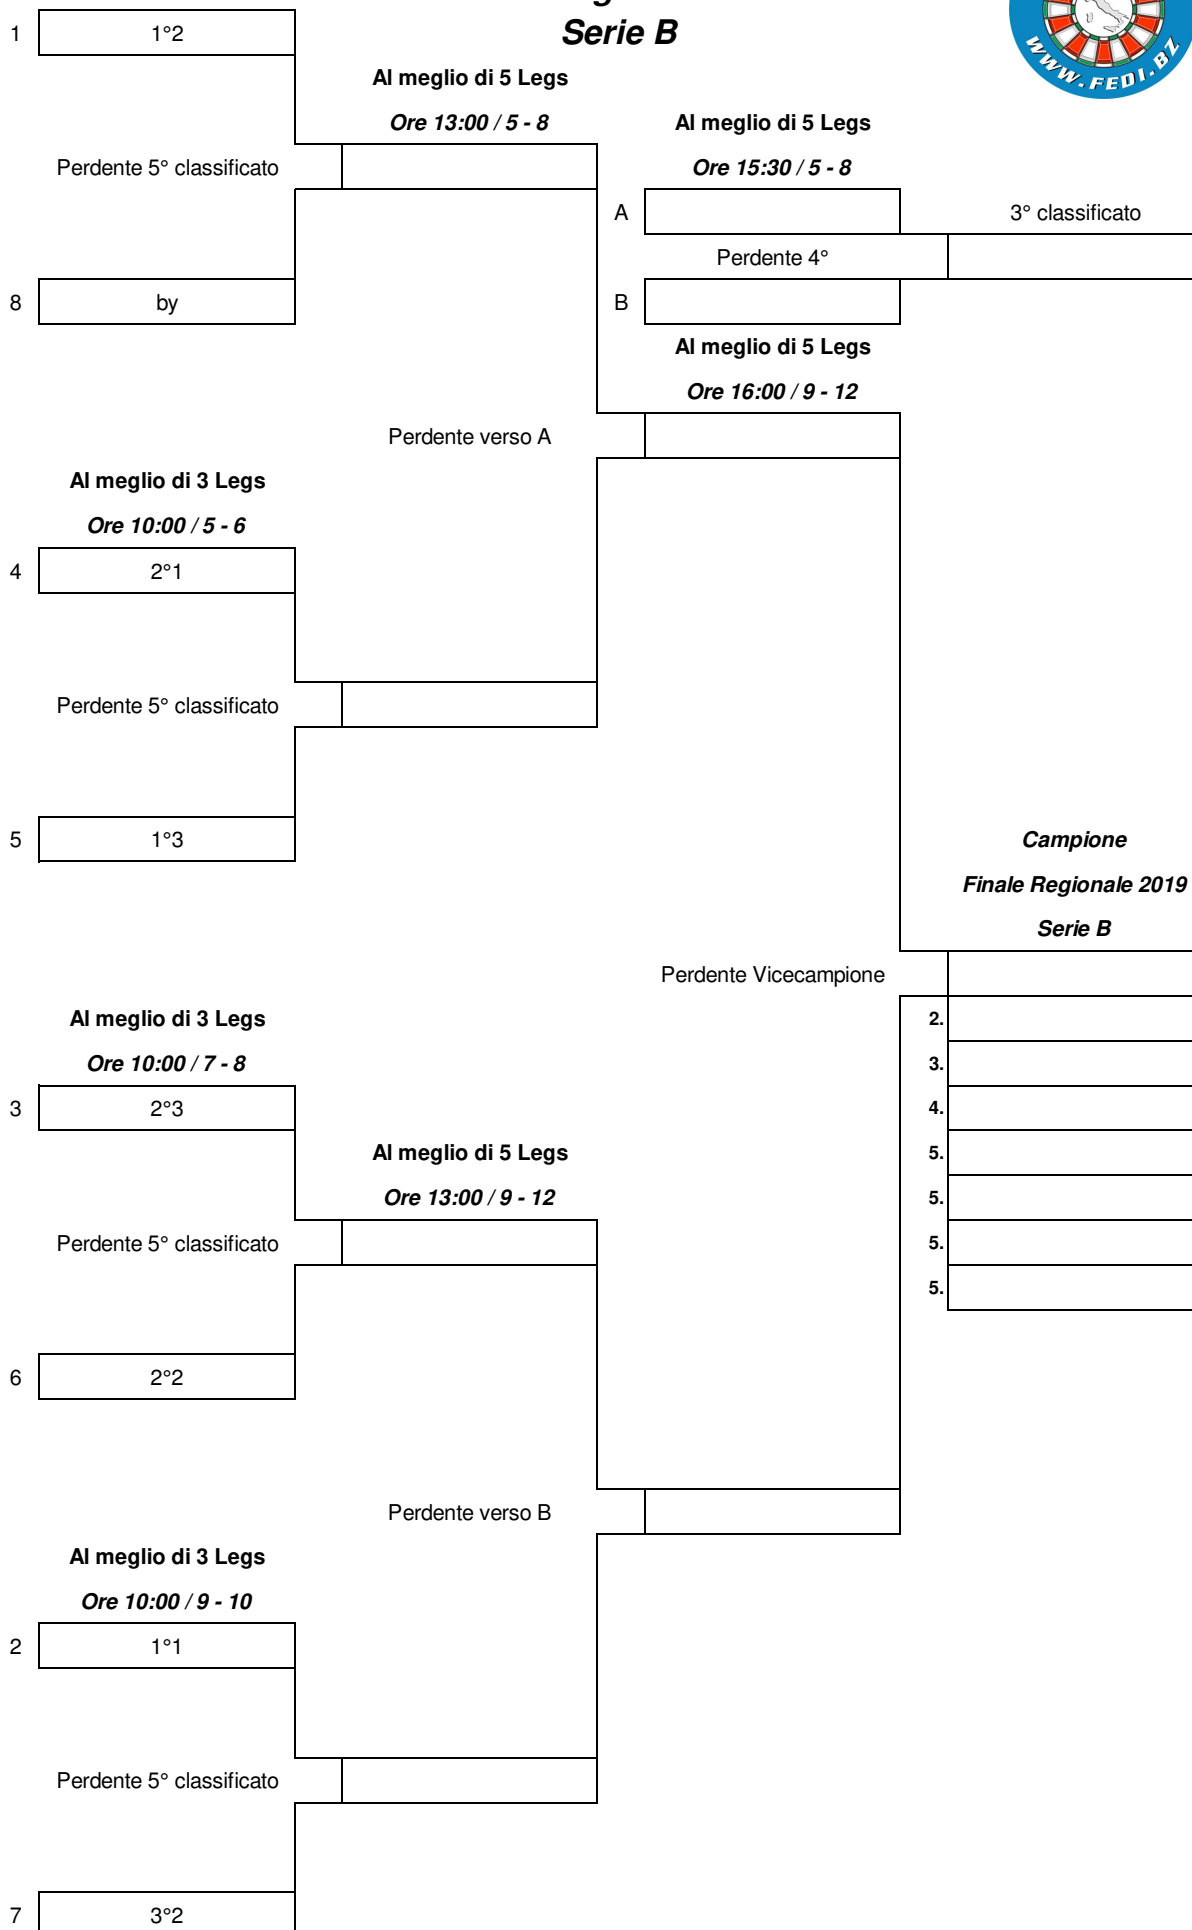 Serie B
WWW.FEDI.BZ
1 1°2
Al meglio di 5 Legs
Ore 13:00 / 5 - 8
Al meglio di 5 Legs
Perdente 5° classificato
Ore 15:30 / 5 - 8
A 3° classificato
Perdente 4°
8 by
B
Al meglio di 5 Legs
Ore 16:00 / 9 - 12
Perdente verso A
Al meglio di 3 Legs
Ore 10:00 / 5 - 6
4 2°1
Perdente 5° classificato
5 1°3
Campione
Finale Regionale 2019
Serie B
Perdente Vicecampione
Al meglio di 3 Legs
2.
Ore 10:00 / 7 - 8
3.
3 2°3
4.
Al meglio di 5 Legs
5.
Ore 13:00 / 9 - 12
5.
Perdente 5° classificato
5.
5.
6 2°2
Perdente verso B
Al meglio di 3 Legs
Ore 10:00 / 9 - 10
2 1°1
Perdente 5° classificato
7 3°2